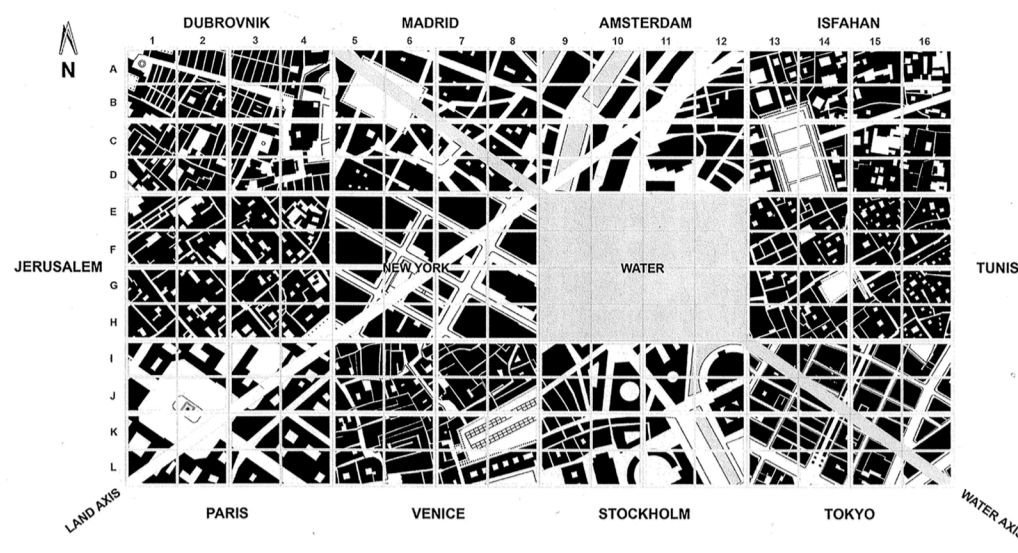 DUBROVNIK MADRID AMSTERDAM ISFAHAN
1 2 3 4 5 6 7 8 9 10 11 12 13 14 15 16
N
A
B
C
D
E
F
JERUSALEM NEW YORK WATER TUNIS
G
H
I
J
K
L
LAND AXIS
WATER AXIS
PARIS VENICE STOCKHOLM TOKYO